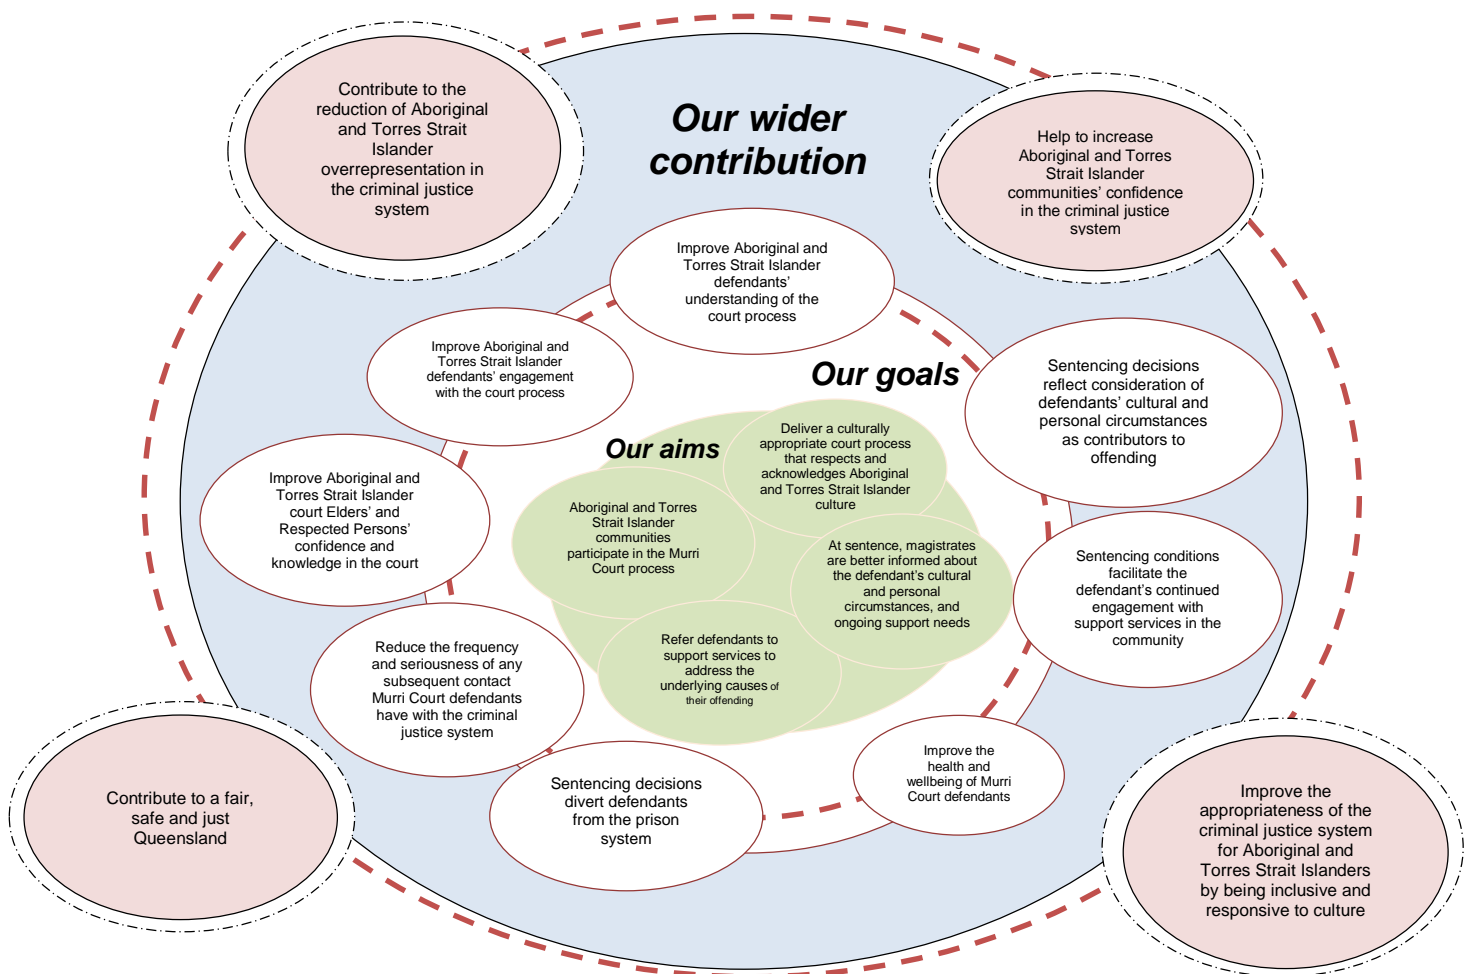 Contribute to the
reduction of Aboriginal
and Torres Strait
Islander
overrepresentation in
the criminal justice
system
Our wider
contribution
Help to increase
Aboriginal and Torres
Strait Islander
communities’ confidence
in the criminal justice
system
Improve Aboriginal and
Torres Strait Islander
defendants’
understanding of the
court process
Improve Aboriginal and
Torres Strait Islander
defendants’ engagement
with the court process
Our goals
Sentencing decisions
reflect consideration of
defendants’ cultural and
personal circumstances
as contributors to
offending
Our aims
Deliver a culturally
appropriate court process
that respects and
acknowledges Aboriginal
and Torres Strait Islander
culture
Improve Aboriginal and
Torres Strait Islander
court Elders’ and
Respected Persons’
confidence and
knowledge in the court
Aboriginal and Torres
Strait Islander
communities
participate in the Murri
Court process
At sentence, magistrates
are better informed about
the defendant’s cultural
and personal
circumstances, and
ongoing support needs
Sentencing conditions
facilitate the
defendant’s continued
engagement with
support services in the
community
Reduce the frequency
and seriousness of any
subsequent contact
Murri Court defendants
have with the criminal
justice system
Refer defendants to
support services to
address the
underlying causes of
their offending
Improve the
health and
wellbeing of Murri
Court defendants
Sentencing decisions
divert defendants
from the prison
system
Contribute to a fair,
safe and just
Queensland
Improve the
appropriateness of the
criminal justice system
for Aboriginal and
Torres Strait Islanders
by being inclusive and
responsive to culture